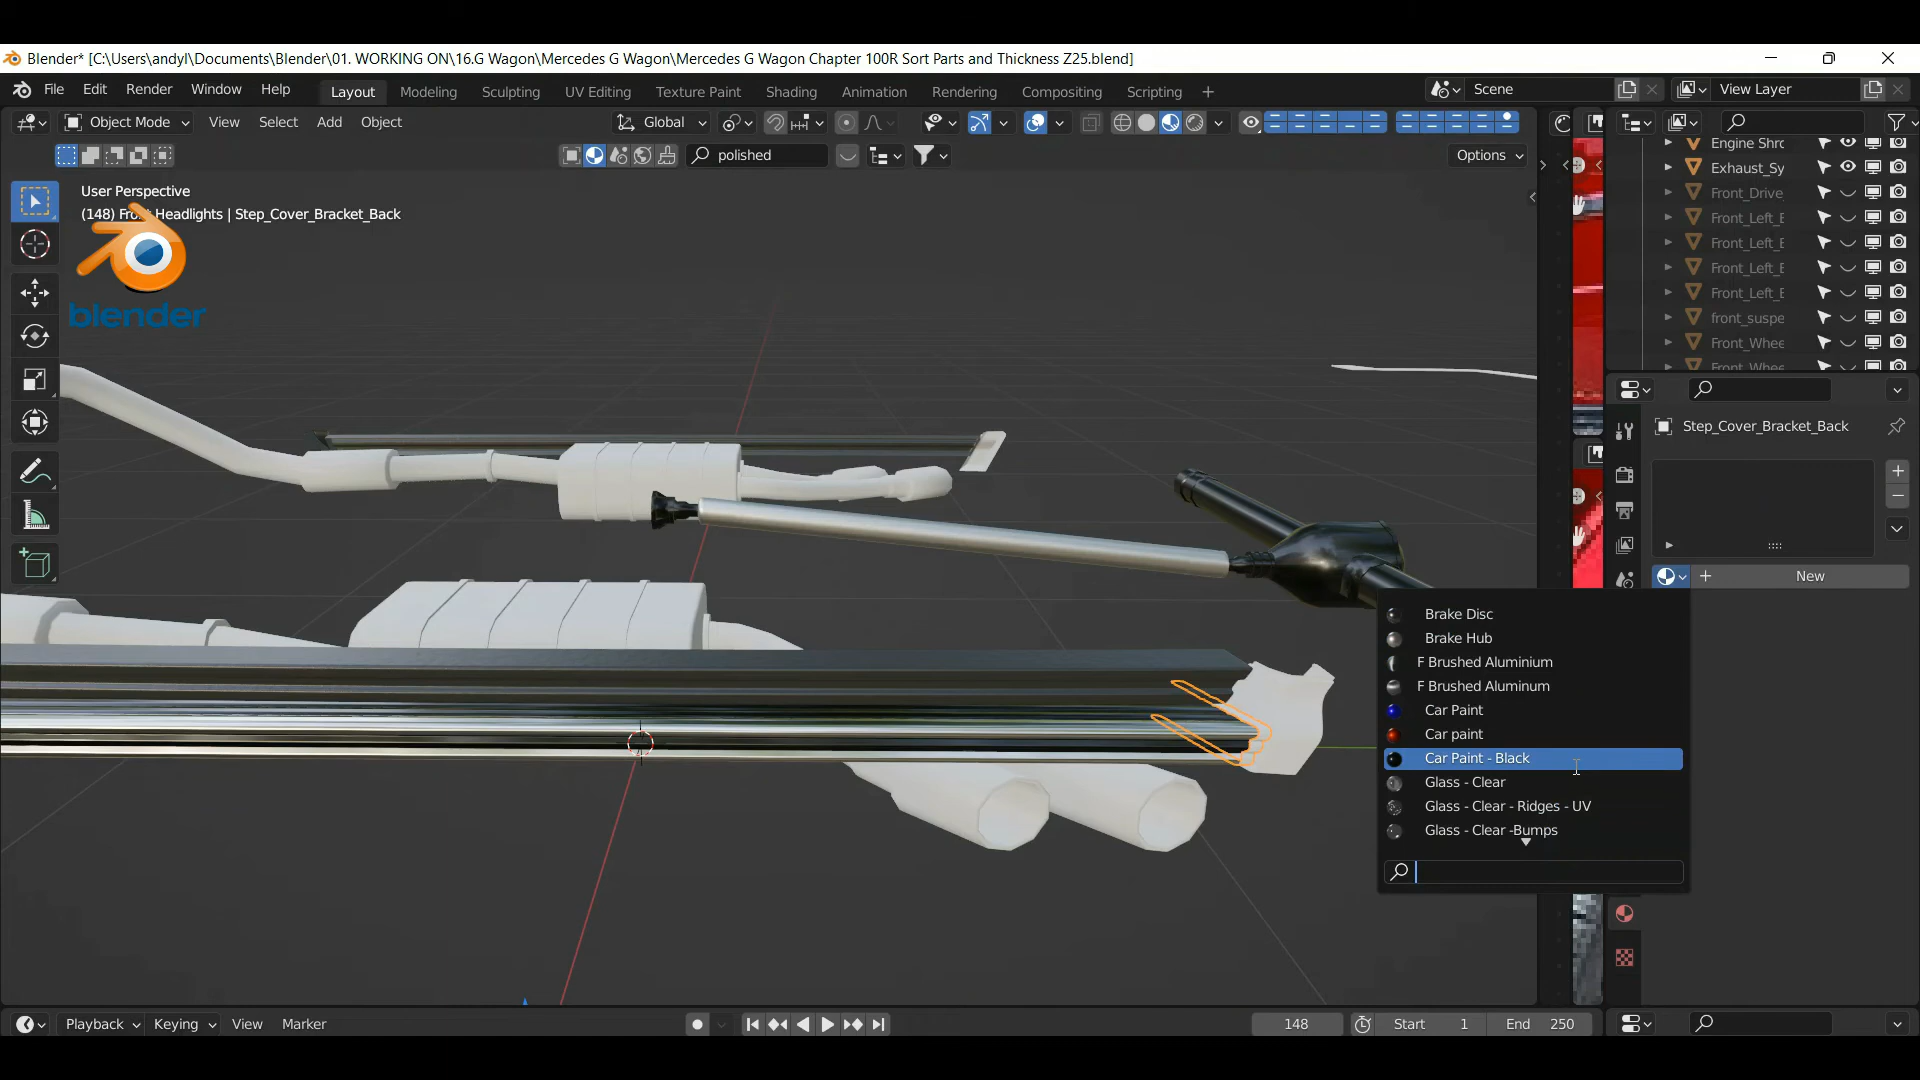 Blender* [C:\Users\andyl\Documents\Blender\01. WORKING ON\16.G Wagon\Mercedes G Wagon\Mercedes G Wagon Chapter 100R Sort Parts and Thickness Z25.blend]
File Edit Render Window Help Layout Modeling Sculpting UV Editing Texture Paint Shading Animation Rendering Compositing Scripting + Scene View Layer
Object Mode View Select Add Object Global
polished Options
User Perspective
(148) Fro Headlights | Step_Cover_Bracket_Back
blender
Engine Shrc
Exhaust_Sy
Front_Drive
Front_Left_E
Front_Left_E
Front_Left_E
Front_Left_E
front_suspe
Front_Whee
Front_Whee
Step_Cover_Bracket_Back
New
Brake Disc
Brake Hub
F Brushed Aluminium
F Brushed Aluminum
Car Paint
Car paint
Car Paint - Black
Glass - Clear
Glass - Clear - Ridges - UV
Glass - Clear -Bumps
Playback Keying View Marker 148 Start 1 End 250